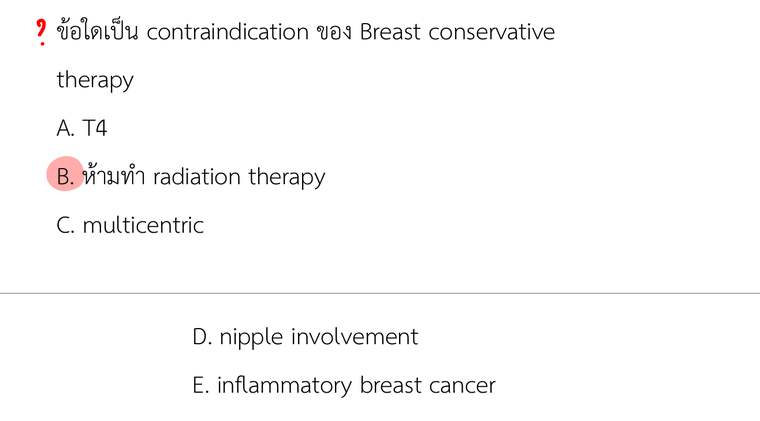 ? ข้อใดเป็น contraindication ของ Breast conservative
therapy
A. T4
B. ห้ามทำ radiation therapy
C. multicentric
D. nipple involvement
E. inflammatory breast cancer